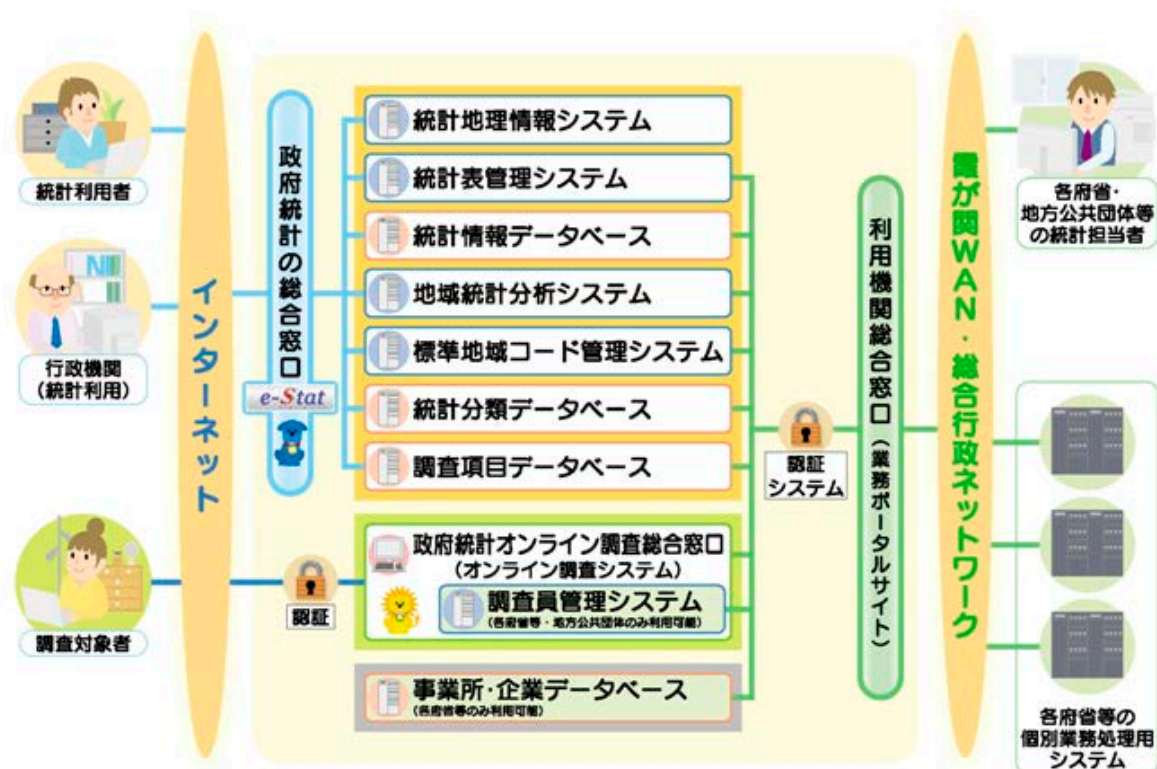 統計利用者
行政機関
(統計利用)
調査対象者
インターネット
政府統計の総合窓口
e-Stat
認証
統計地理情報システム
統計表管理システム
統計情報データベース
地域統計分析システム
標準地域コード管理システム
統計分類データベース
調査項目データベース
政府統計オンライン調査総合窓口
(オンライン調査システム)
調査員管理システム
(各府省等・地方公共団体のみ利用可能)
事業所・企業データベース
(各府省等のみ利用可能)
認証
システム
利用機関総合窓口(業務ポータルサイト)
霞が関WAN・総合行政ネットワーク
各府省・
地方公共団体等
の統計担当者
各府省等の
個別業務処理用
システム